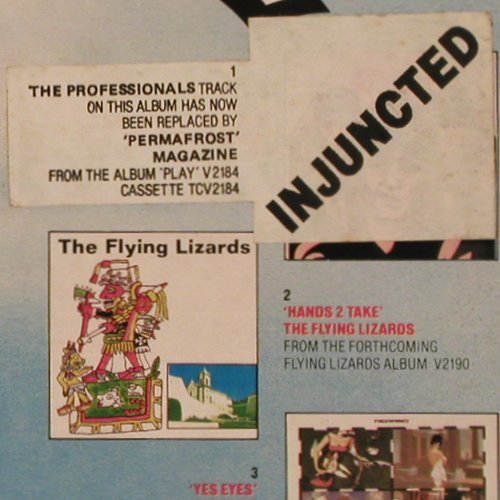 1
THE PROFESSIONALS TRACK
ON THIS ALBUM HAS NOW
BEEN REPLACED BY
'PERMAFROST'
MAGAZINE
FROM THE ALBUM 'PLAY' V2184
CASSETTE TCV2184
INJUNCTED
The Flying Lizards
2
'HANDS 2 TAKE'
THE FLYING LIZARDS
FROM THE FORTHCOMING
FLYING LIZARDS ALBUM V2190
3
'YES EYES'